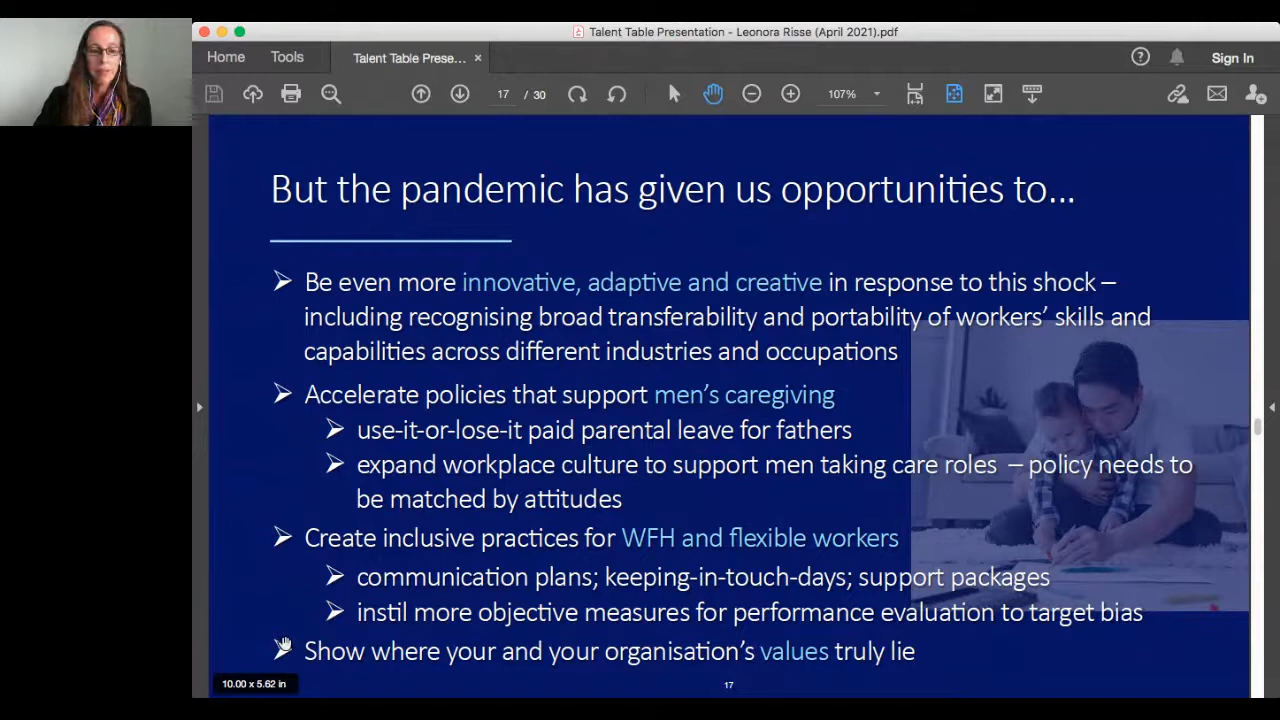 Talent Table Presentation - Leonora Risse (April 2021).pdf
Home Tools Talent Table Prese... × Sign In
17 / 30 107%
But the pandemic has given us opportunities to...
➢ Be even more innovative, adaptive and creative in response to this shock –
including recognising broad transferability and portability of workers’ skills and
capabilities across different industries and occupations
➢ Accelerate policies that support men’s caregiving
➢ use-it-or-lose-it paid parental leave for fathers
➢ expand workplace culture to support men taking care roles – policy needs to
be matched by attitudes
➢ Create inclusive practices for WFH and flexible workers
➢ communication plans; keeping-in-touch-days; support packages
➢ instil more objective measures for performance evaluation to target bias
➢ Show where your and your organisation’s values truly lie
10.00 x 5.62 in
17